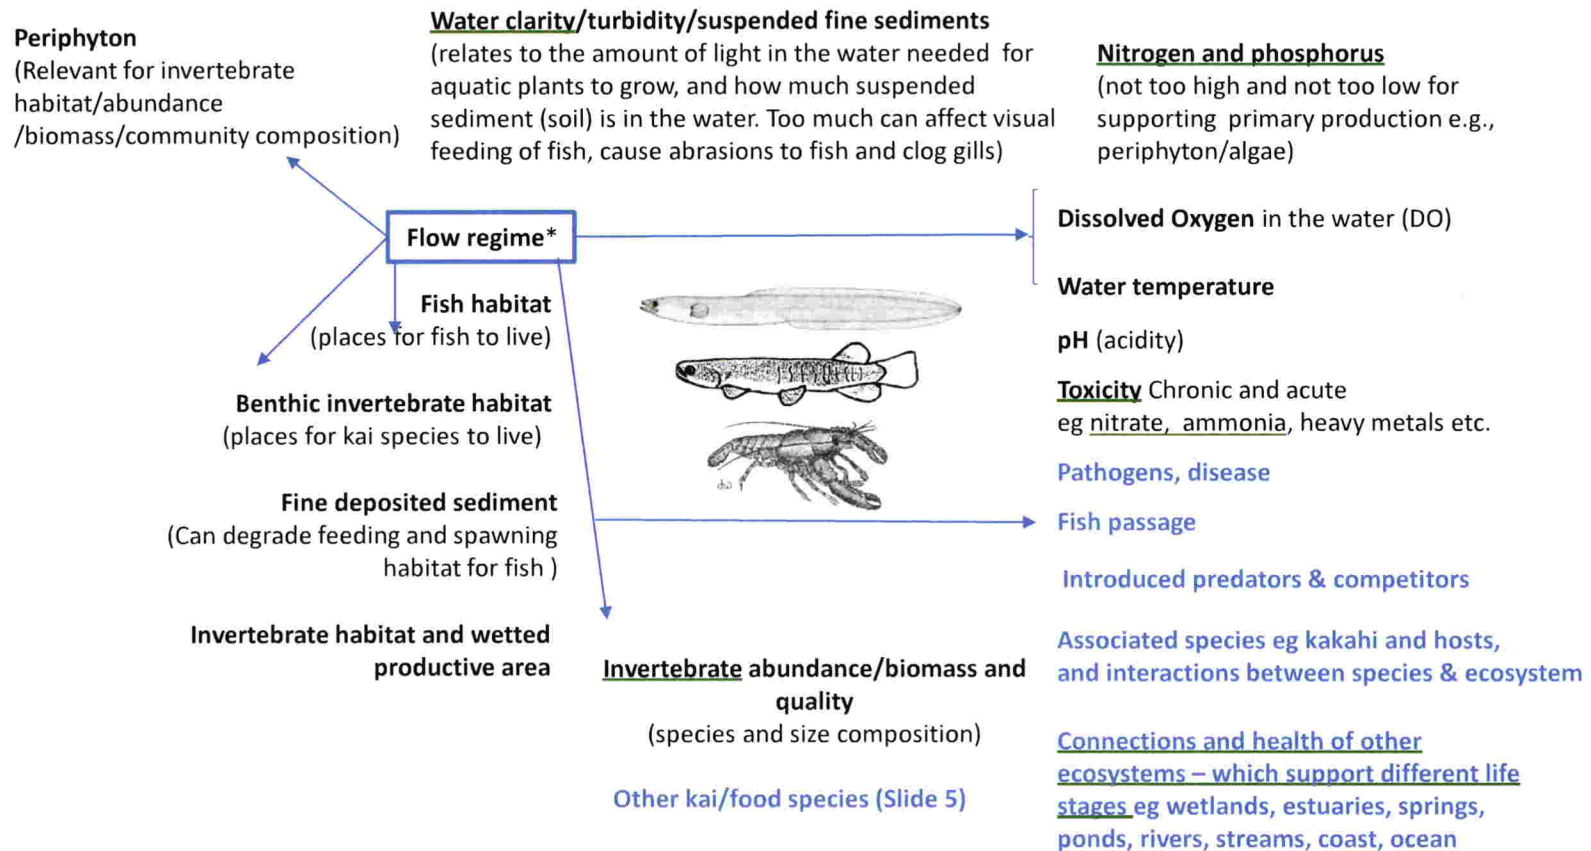 Periphyton
(Relevant for invertebrate
habitat/abundance
/biomass/community composition)
Water clarity/turbidity/suspended fine sediments
(relates to the amount of light in the water needed for
aquatic plants to grow, and how much suspended
sediment (soil) is in the water. Too much can affect visual
feeding of fish, cause abrasions to fish and clog gills)
Nitrogen and phosphorus
(not too high and not too low for
supporting primary production e.g.,
periphyton/algae)
Flow regime*
Dissolved Oxygen in the water (DO)
Water temperature
pH (acidity)
Toxicity Chronic and acute
eg nitrate, ammonia, heavy metals etc.
Pathogens, disease
Fish passage
Introduced predators & competitors
Associated species eg kakahi and hosts,
and interactions between species & ecosystem
Connections and health of other
ecosystems – which support different life
stages eg wetlands, estuaries, springs,
ponds, rivers, streams, coast, ocean
Fish habitat
(places for fish to live)
Benthic invertebrate habitat
(places for kai species to live)
Fine deposited sediment
(Can degrade feeding and spawning
habitat for fish )
Invertebrate habitat and wetted
productive area
Invertebrate abundance/biomass and
quality
(species and size composition)
Other kai/food species (Slide 5)